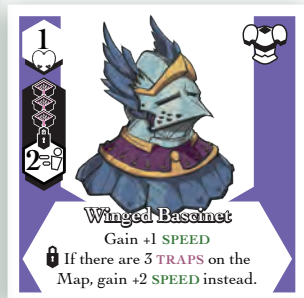 1
2=
Winged Bascinet
Gain +1 SPEED
If there are 3 TRAPS on the
Map, gain +2 SPEED instead.